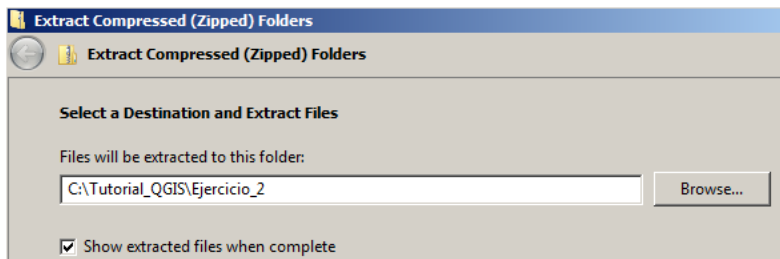 Extract Compressed (Zipped) Folders
Extract Compressed (Zipped) Folders
Select a Destination and Extract Files
Files will be extracted to this folder:
C:\Tutorial_QGIS\Ejercicio_2
Browse...
Show extracted files when complete